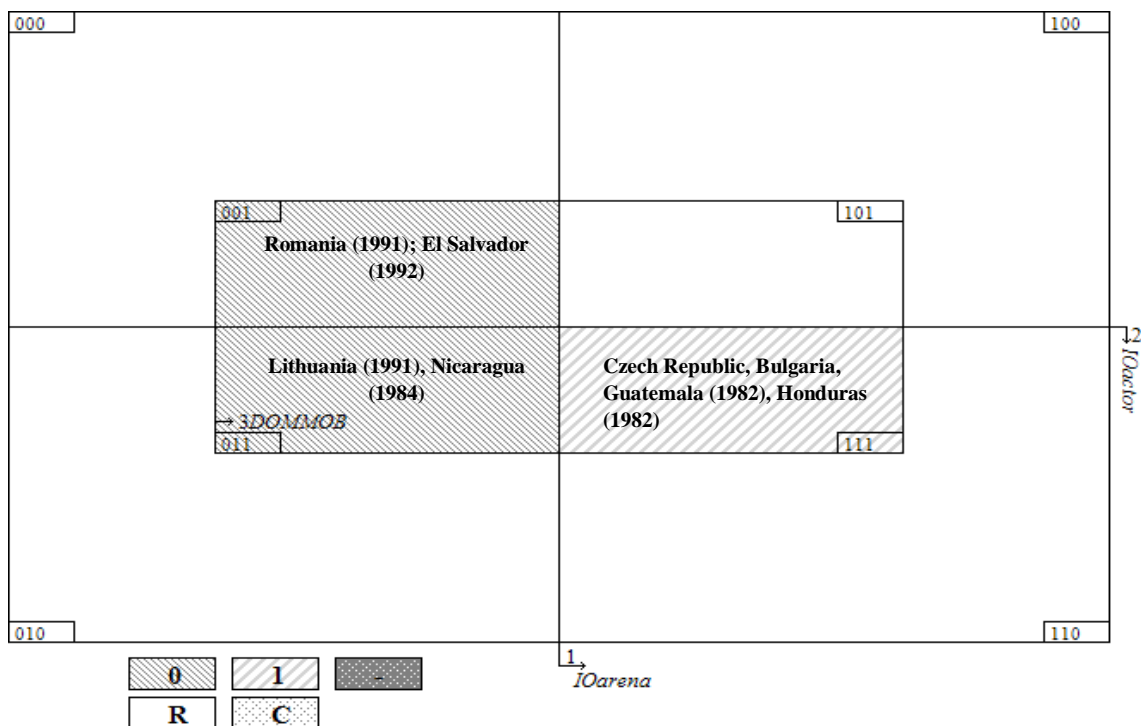 000
100
001
101
Romania (1991); El Salvador
(1992)
2
IOactor
Lithuania (1991), Nicaragua
(1984)
Czech Republic, Bulgaria,
Guatemala (1982), Honduras
(1982)
3DOMMOB
011
111
010
110
1
IOarena
0
1
-
R
C